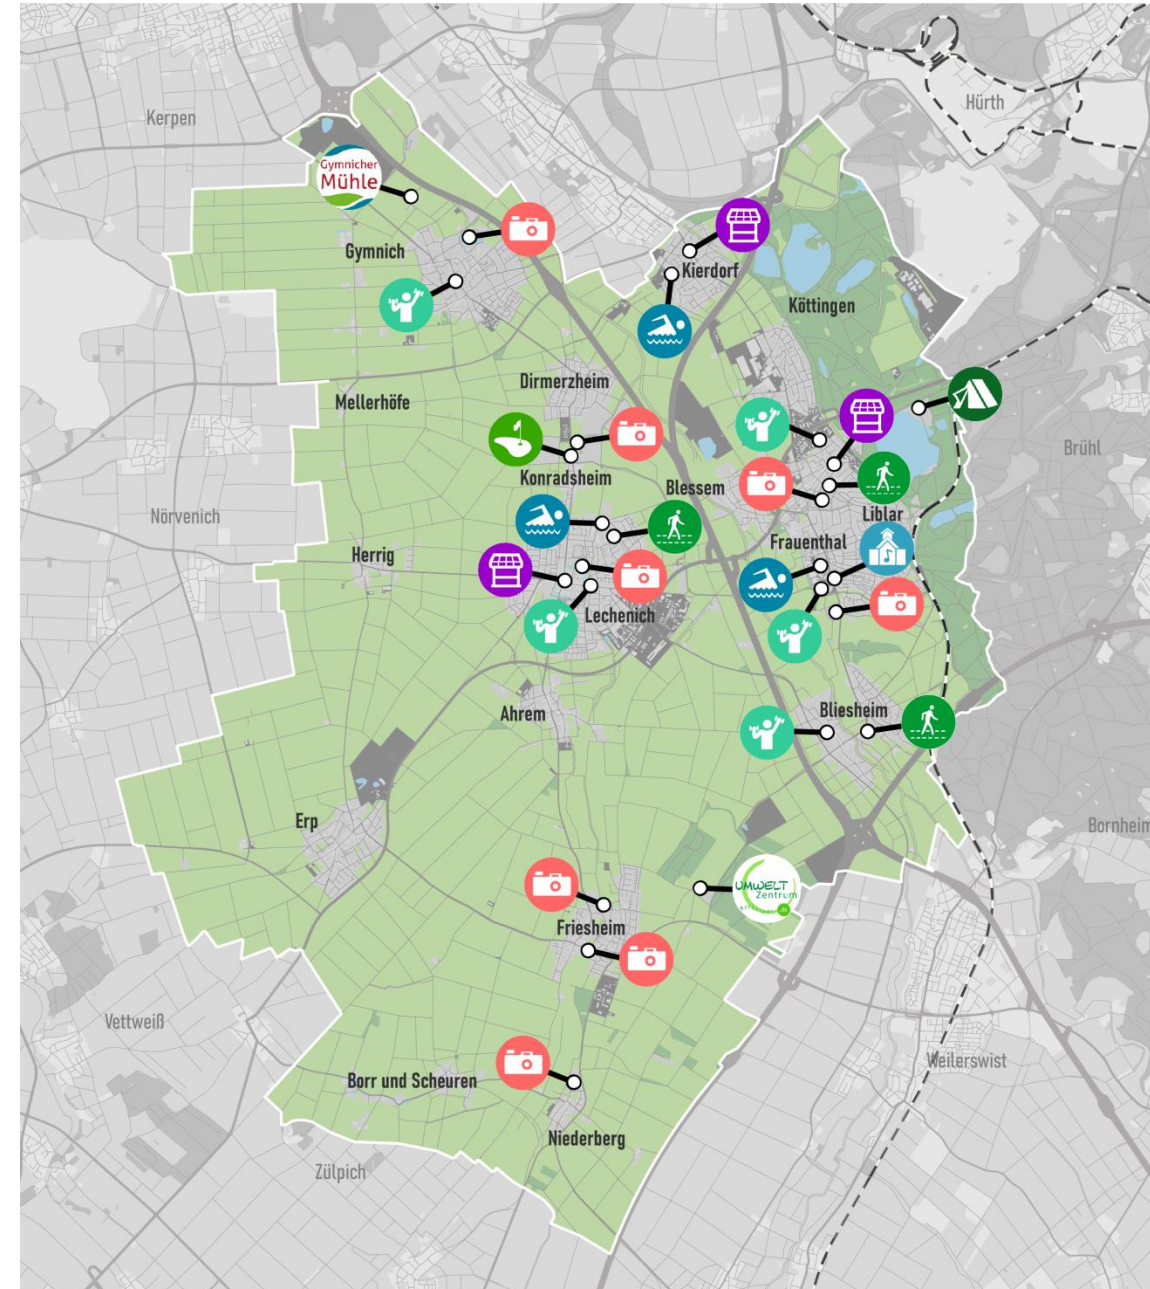 Hürth
Kerpen
Gymnicher
Mühle
Gymnich
Kierdorf
Köttingen
Dirmerzheim
Mellerhöfe
Brühl
Konradsheim
Blessem
Nörvenich
Liblar
Herrig
Frauenthal
Lechenich
Ahrem
Bliesheim
Erp
Bornheim
UMWELT
Zentrum
Friesheim
Vettweiß
Weilerswist
Borr und Scheuren
Niederberg
Zülpich